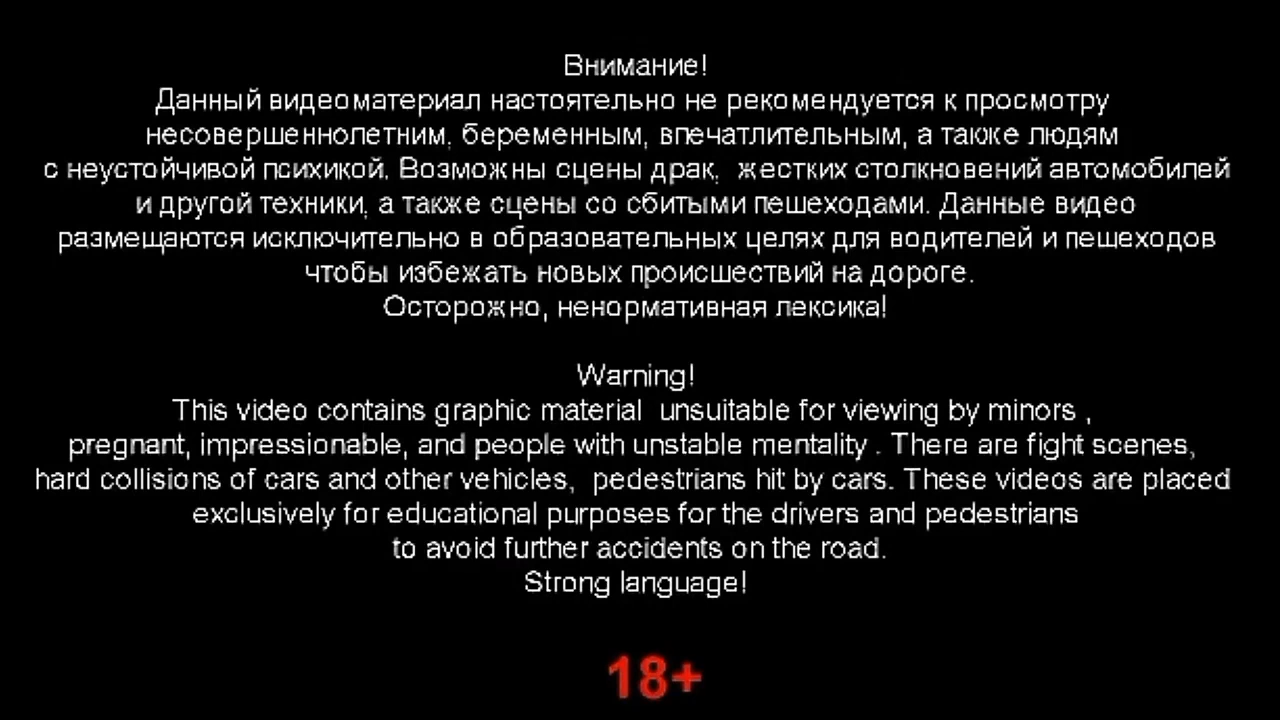 Внимание!
Данный видеоматериал настоятельно не рекомендуется к просмотру
несовершеннолетним, беременным, впечатлительным, а также людям
с неустойчивой психикой. Возможны сцены драк, жестких столкновений автомобилей
и другой техники, а также сцены со сбитыми пешеходами. Данные видео
размещаются исключительно в образовательных целях для водителей и пешеходов
чтобы избежать новых происшествий на дороге.
Осторожно, ненормативная лексика!
Warning!
This video contains graphic material unsuitable for viewing by minors ,
pregnant, impressionable, and people with unstable mentality . There are fight scenes,
hard collisions of cars and other vehicles, pedestrians hit by cars. These videos are placed
exclusively for educational purposes for the drivers and pedestrians
to avoid further accidents on the road.
Strong language!
18+